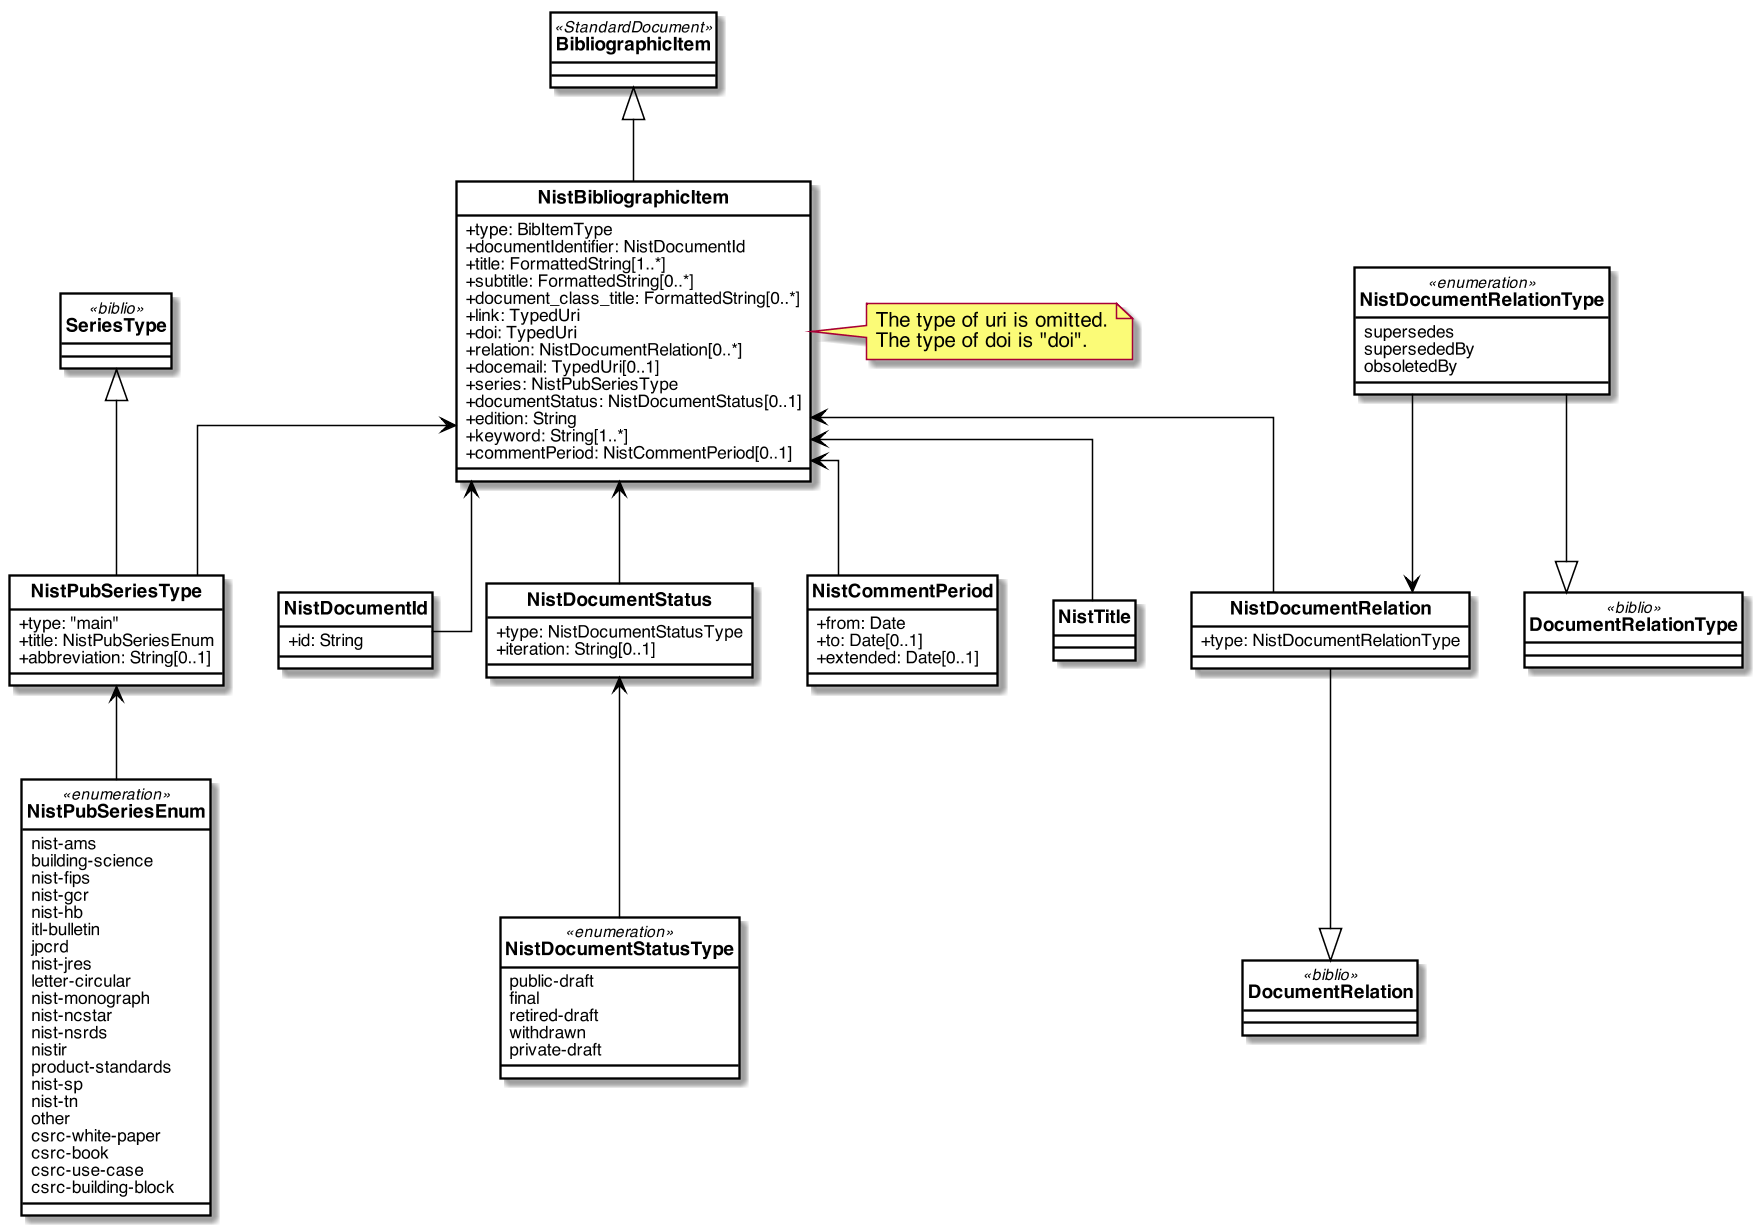 «StandardDocument»
BibliographicItem
NistBibliographicItem
+type: BibItemType
+documentIdentifier: NistDocumentId
+title: FormattedString[1..*]
+subtitle: FormattedString[0..*]
+document_class_title: FormattedString[0..*]
+link: TypedUri
+doi: TypedUri
+relation: NistDocumentRelation[0..*]
+docemail: TypedUri[0..1]
+series: NistPubSeriesType
+documentStatus: NistDocumentStatus[0..1]
+edition: String
+keyword: String[1..*]
+commentPeriod: NistCommentPeriod[0..1]
The type of uri is omitted.
The type of doi is "doi".
«enumeration»
NistDocumentRelationType
supersedes
supersededBy
obsoletedBy
«biblio»
SeriesType
NistPubSeriesType
+type: "main"
+title: NistPubSeriesEnum
+abbreviation: String[0..1]
NistDocumentId
+id: String
NistDocumentStatus
+type: NistDocumentStatusType
+iteration: String[0..1]
NistCommentPeriod
+from: Date
+to: Date[0..1]
+extended: Date[0..1]
NistTitle
NistDocumentRelation
+type: NistDocumentRelationType
«biblio»
DocumentRelationType
«enumeration»
NistPubSeriesEnum
nist-ams
building-science
nist-fips
nist-gcr
nist-hb
itl-bulletin
jpcrd
nist-jres
letter-circular
nist-monograph
nist-ncstar
nist-nsrds
nistir
product-standards
nist-sp
nist-tn
other
csrc-white-paper
csrc-book
csrc-use-case
csrc-building-block
«enumeration»
NistDocumentStatusType
public-draft
final
retired-draft
withdrawn
private-draft
«biblio»
DocumentRelation